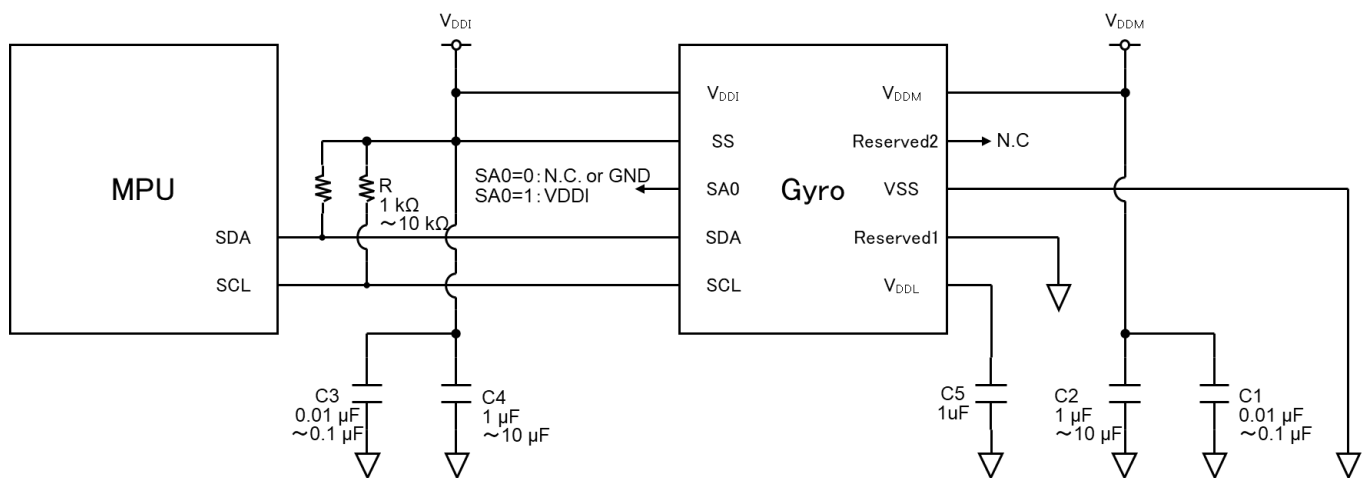 VDDI
VDDM
VDDI
VDDM
SS
Reserved2
N.C
MPU
R
1 kΩ
～10 kΩ
SA0=0：N.C. or GND
SA0=1：VDDI
SA0
Gyro
VSS
SDA
SDA
Reserved1
SCL
SCL
VDDL
C3
0.01 µF
～0.1 µF
C4
1 µF
～10 µF
C5
1uF
C2
1 µF
～10 µF
C1
0.01 µF
～0.1 µF